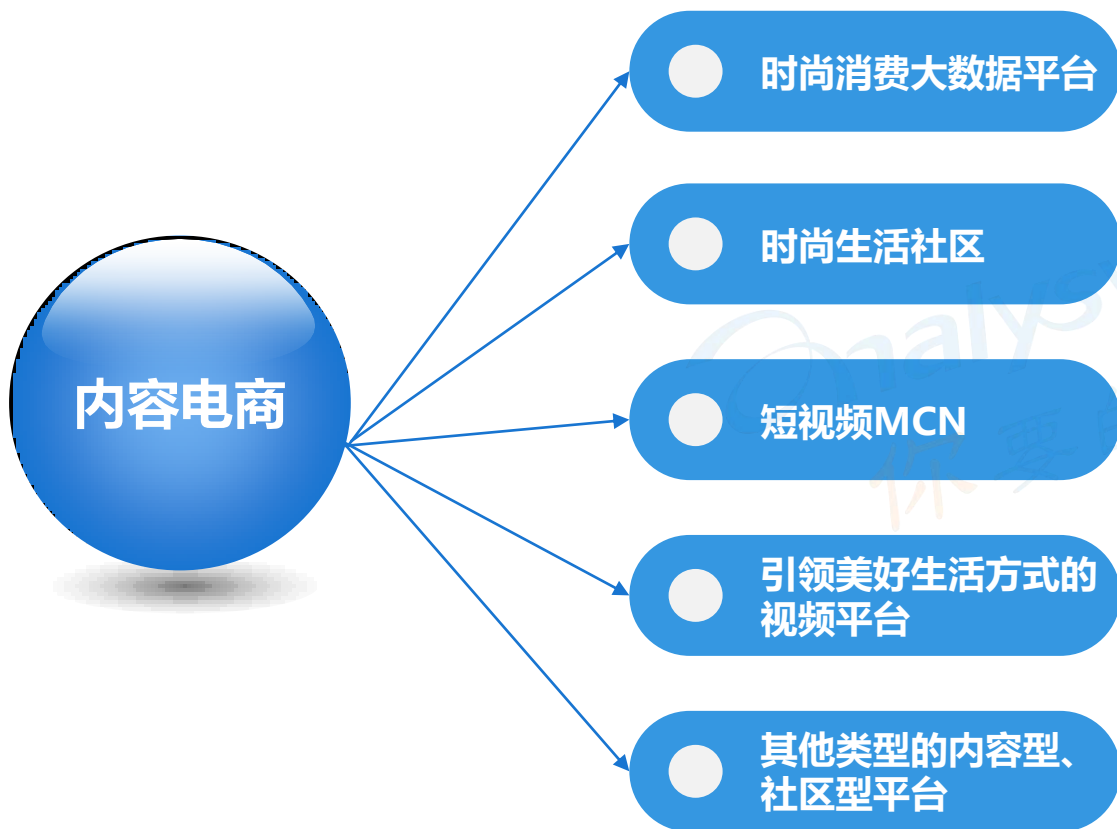 时尚消费大数据平台
时尚生活社区
内容电商
短视频MCN
引领美好生活方式的
视频平台
其他类型的内容型、
社区型平台